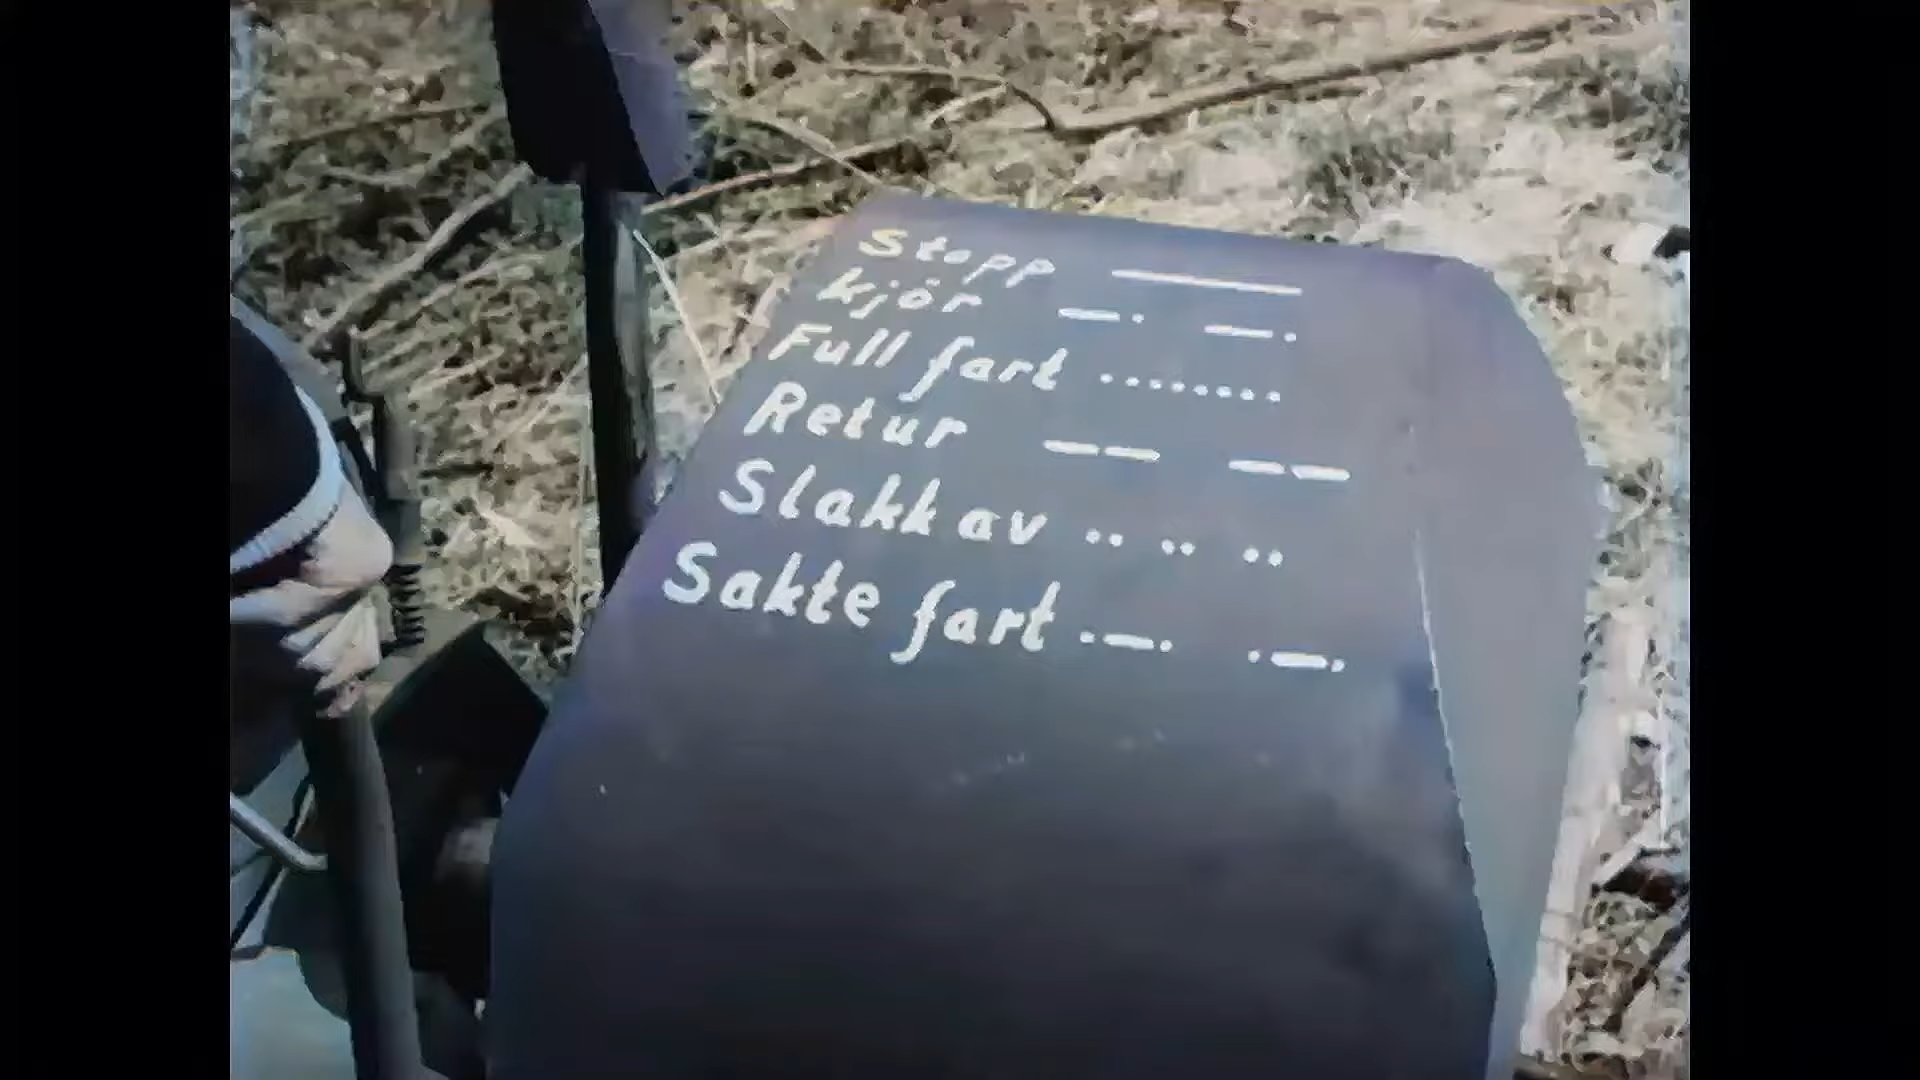 Stopp ———
kjör —. —.
Full fart ........
Retur —— ——
Slakk av .. .. ..
Sakte fart .—. .—.